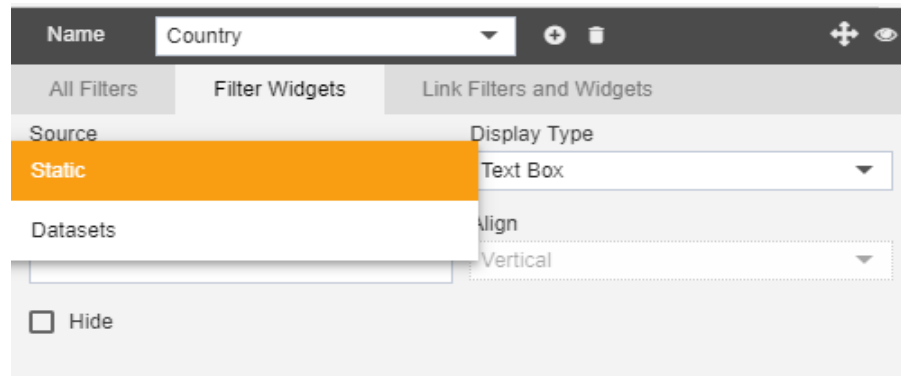 Name Country
All Filters Filter Widgets Link Filters and Widgets
Source Display Type
Static Text Box
Datasets Align
Vertical
Hide